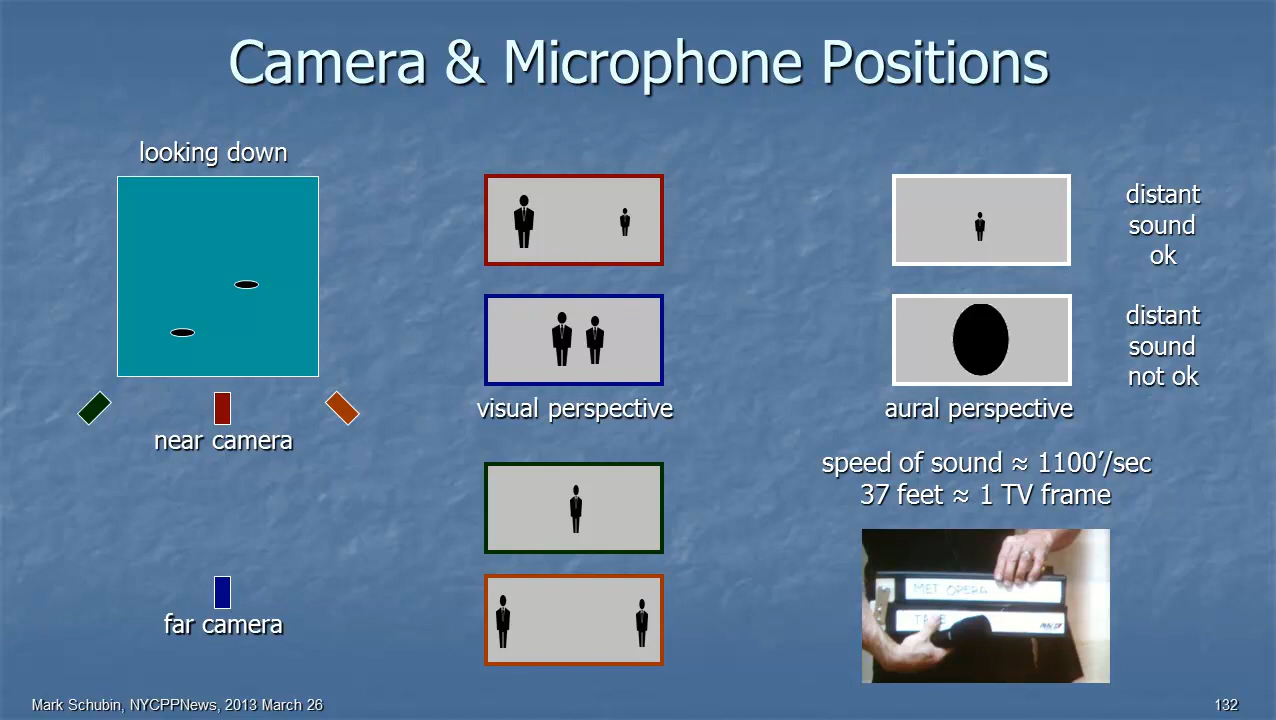 Camera & Microphone Positions
looking down
near camera
far camera
visual perspective
distant
sound
ok
distant
sound
not ok
aural perspective
speed of sound ≈ 1100’/sec
37 feet ≈ 1 TV frame
MET OPERA
Mark Schubin, NYCPPNews, 2013 March 26
132